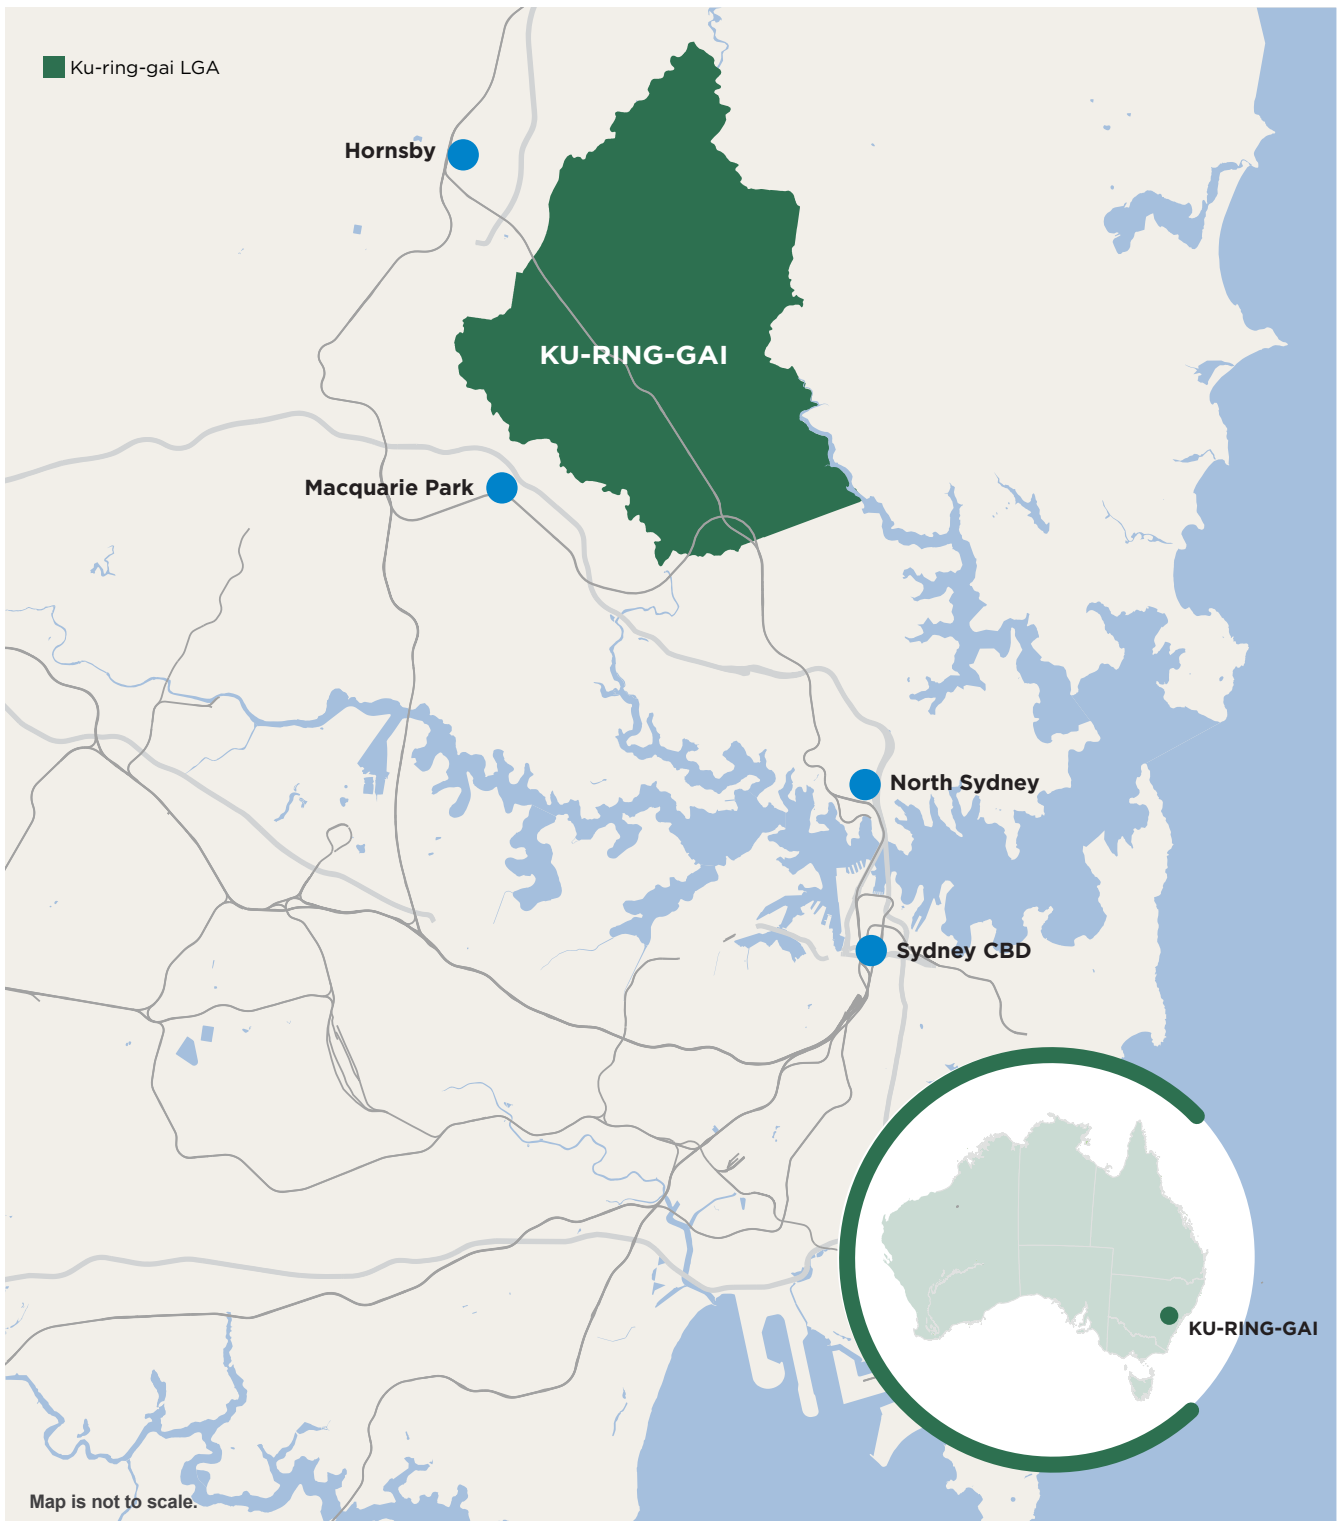 Ku-ring-gai LGA
Hornsby
KU-RING-GAI
Macquarie Park
North Sydney
Sydney CBD
KU-RING-GAI
Map is not to scale.